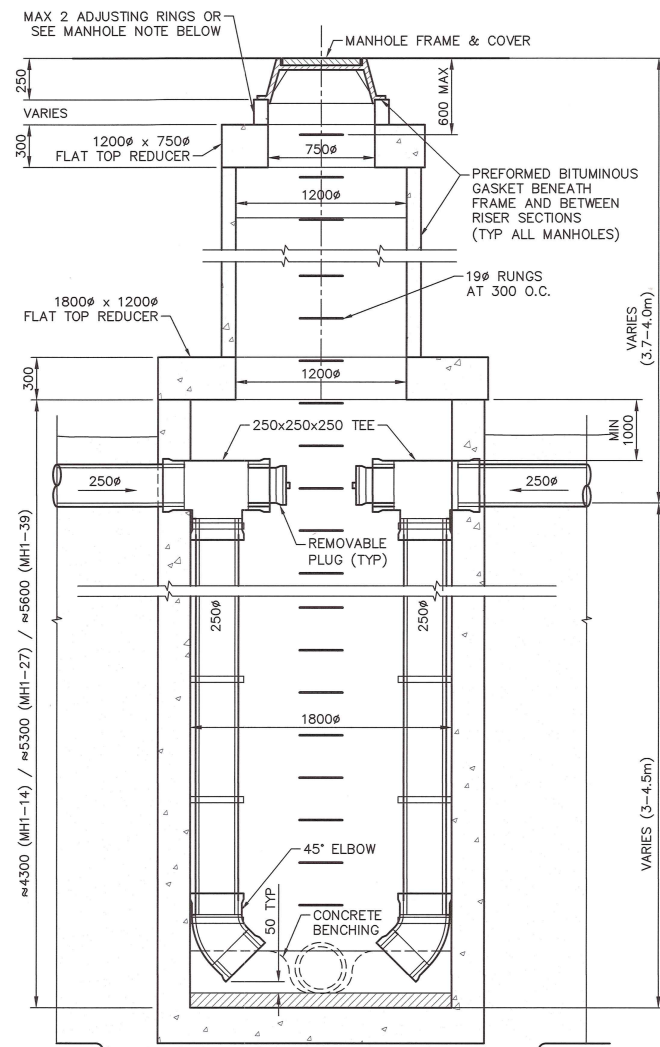 MAX 2 ADJUSTING RINGS OR
SEE MANHOLE NOTE BELOW
MANHOLE FRAME & COVER
250
VARIES
300
600 MAX
1200ø x 750ø
FLAT TOP REDUCER
750ø
1200ø
PREFORMED BITUMINOUS
GASKET BENEATH
FRAME AND BETWEEN
RISER SECTIONS
(TYP ALL MANHOLES)
19ø RUNGS
AT 300 O.C.
1800ø x 1200ø
FLAT TOP REDUCER
VARIES
(3.7-4.0m)
300
1200ø
250x250x250 TEE
MIN
1000
250ø
250ø
REMOVABLE
PLUG (TYP)
250ø
250ø
≈4300 (MH1-14) / ≈5300 (MH1-27) / ≈5600 (MH1-39)
1800ø
VARIES (3-4.5m)
45° ELBOW
50 TYP
CONCRETE
BENCHING